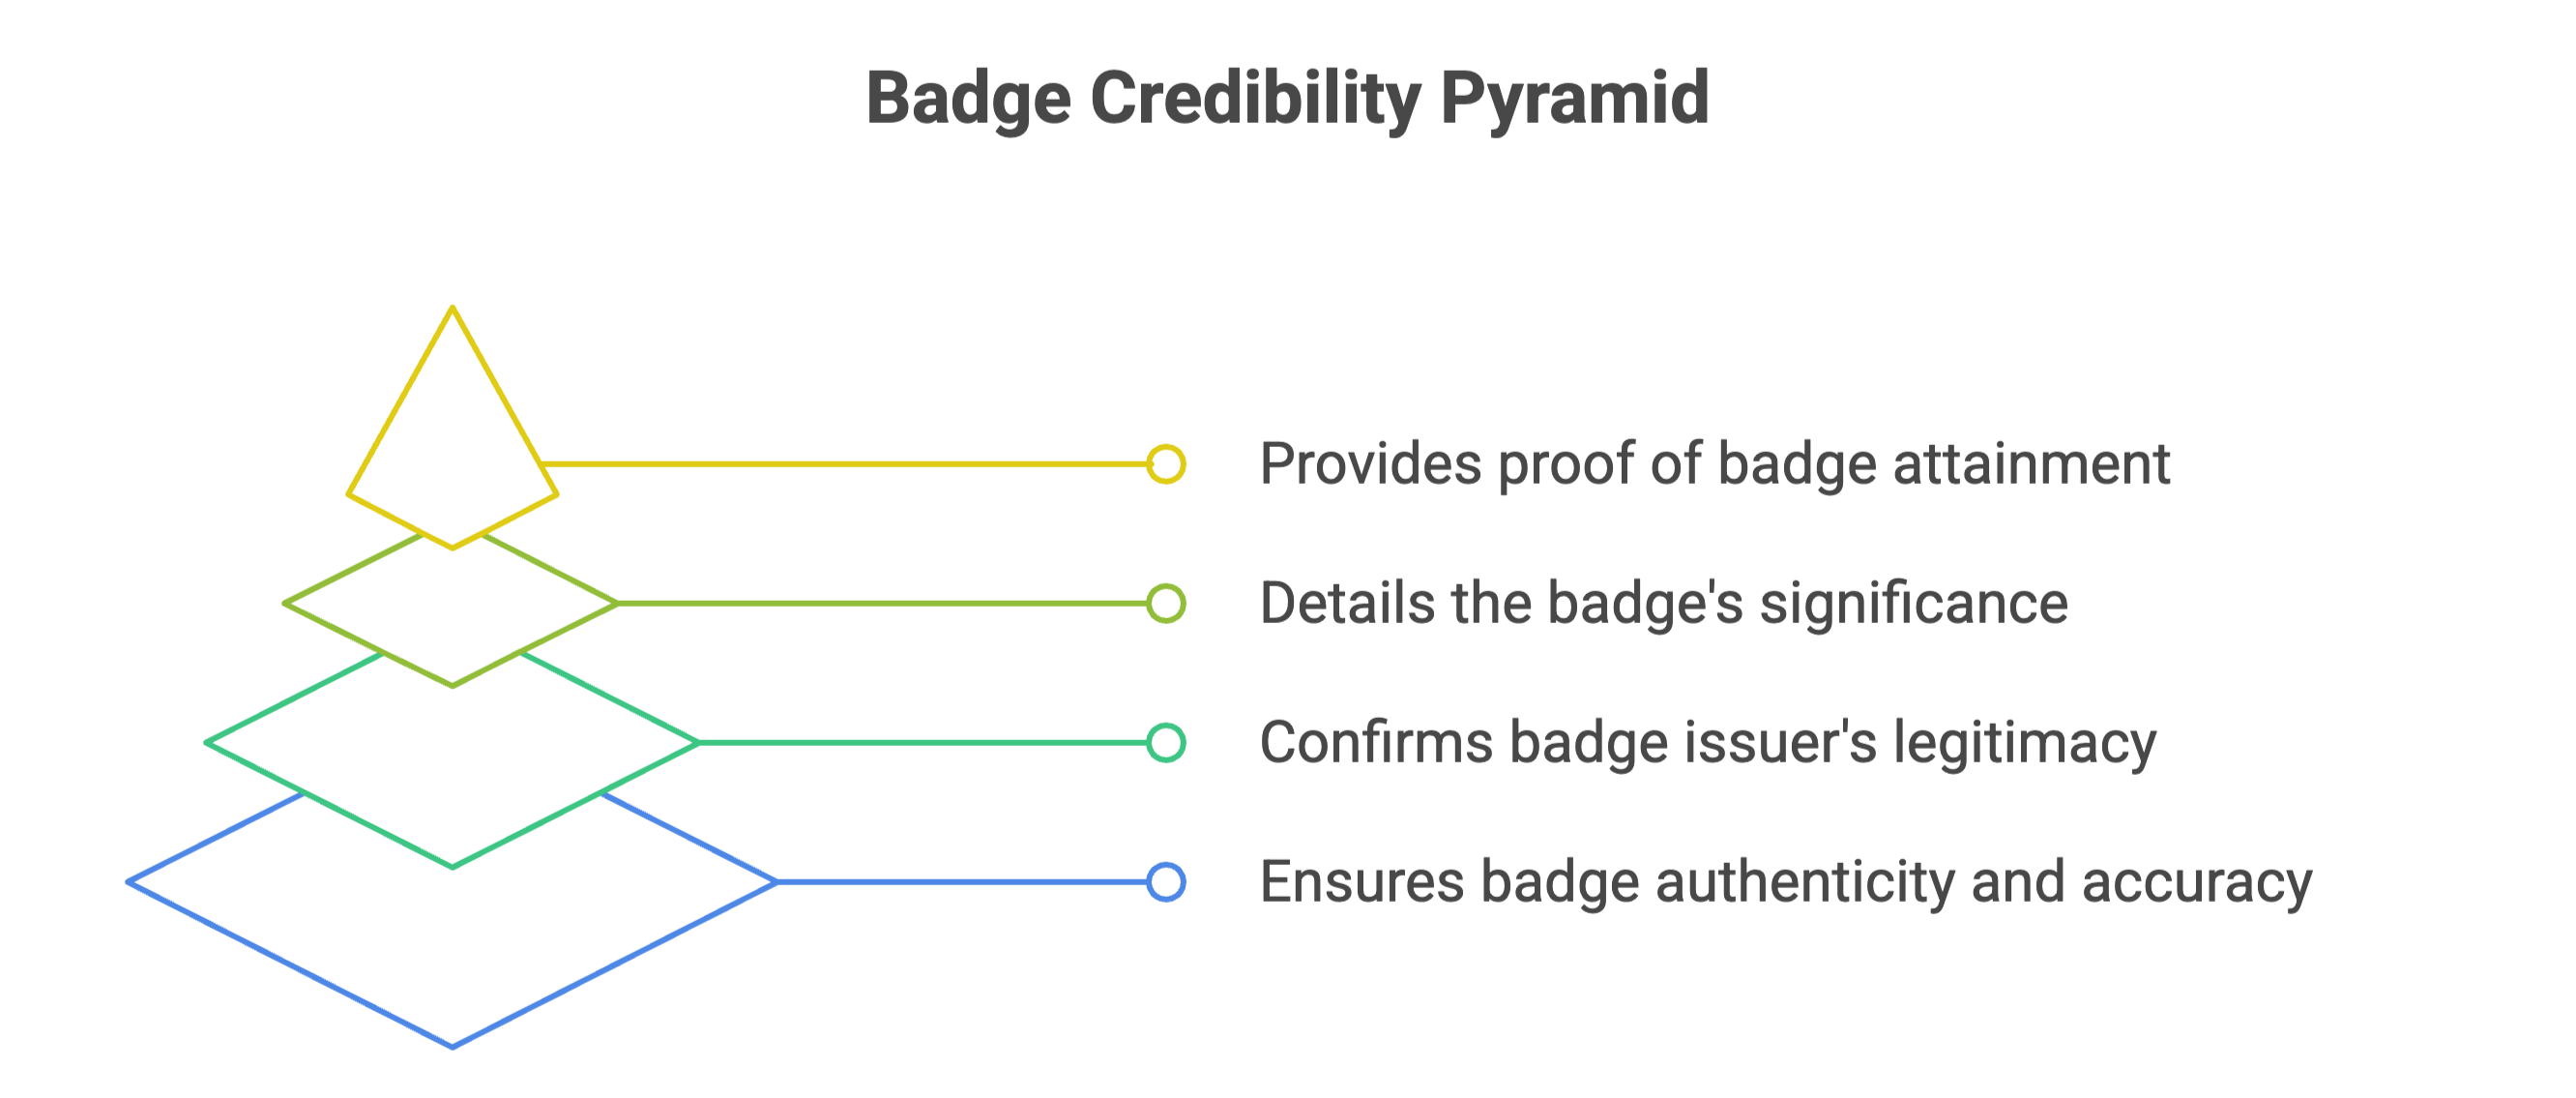 Badge Credibility Pyramid
Provides proof of badge attainment
Details the badge's significance
Confirms badge issuer's legitimacy
Ensures badge authenticity and accuracy